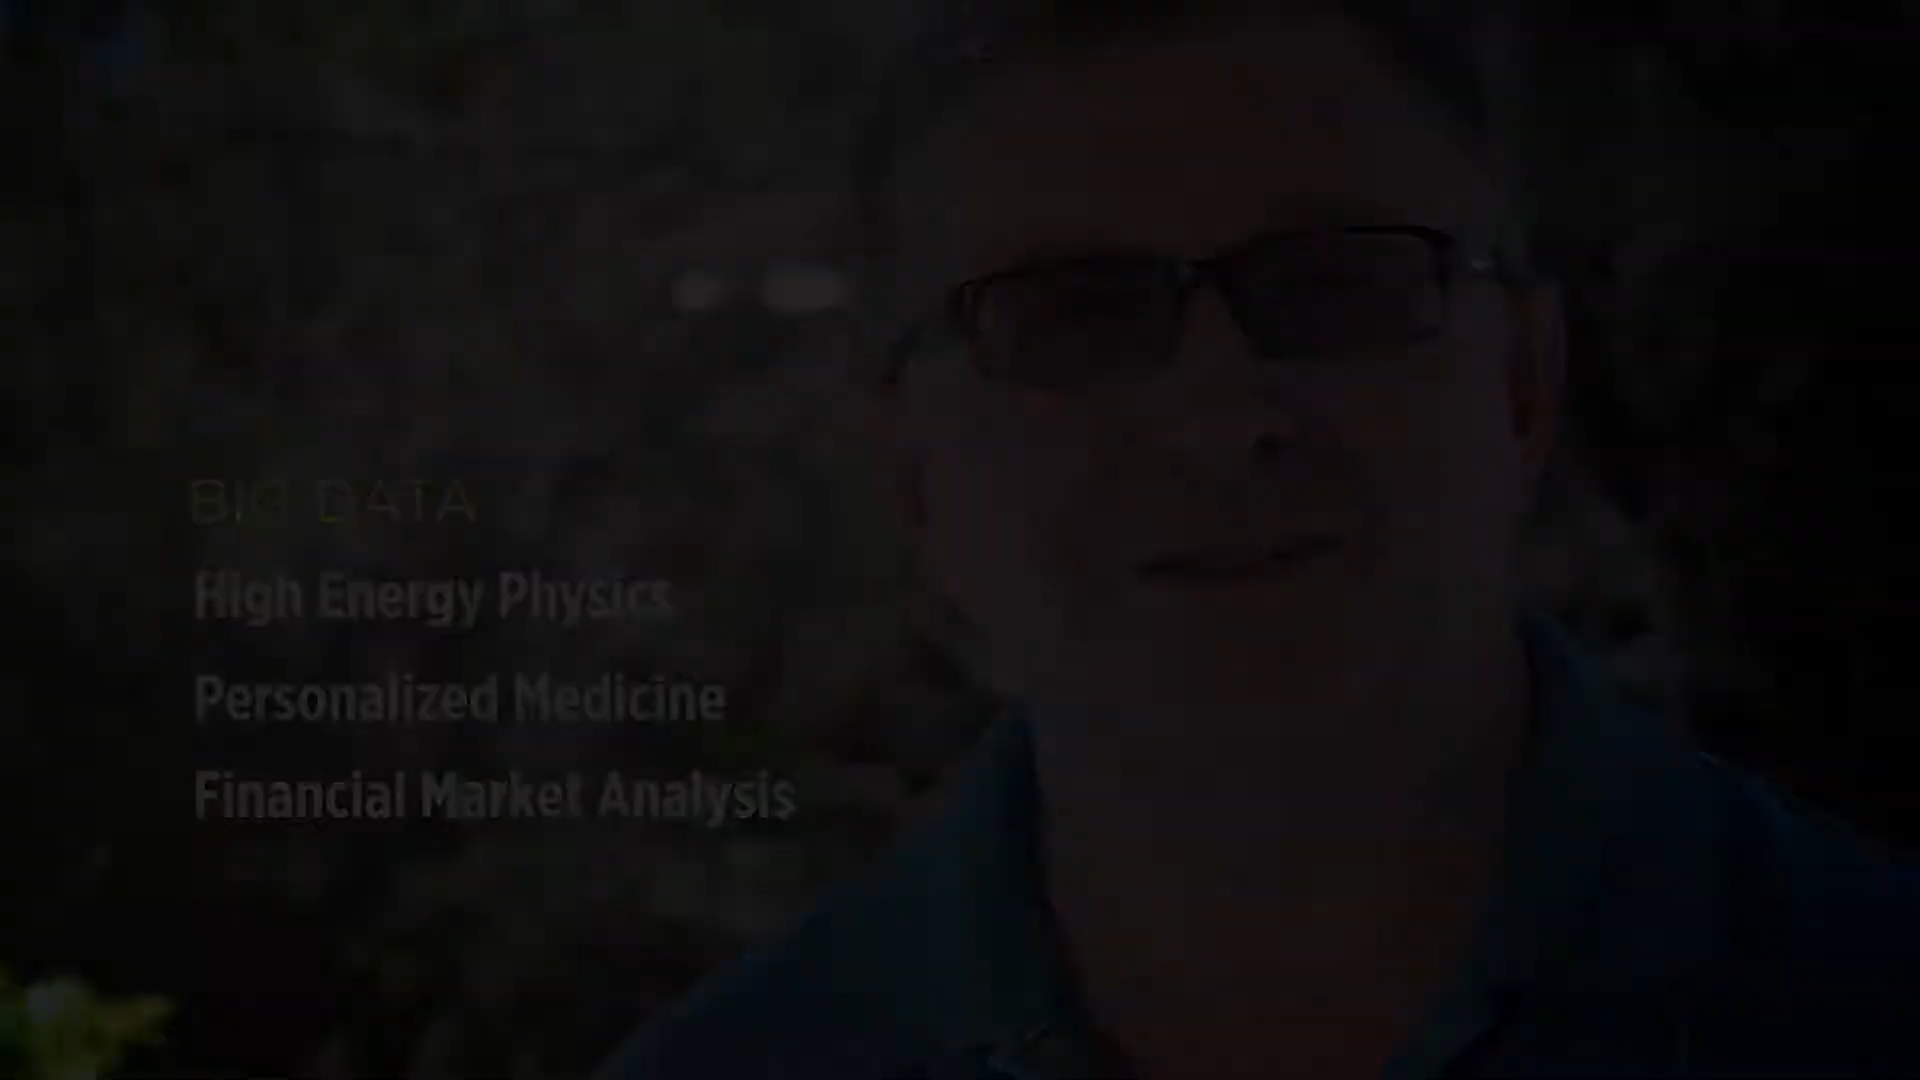 BIG DATA
High Energy Physics
Personalized Medicine
Financial Market Analysis